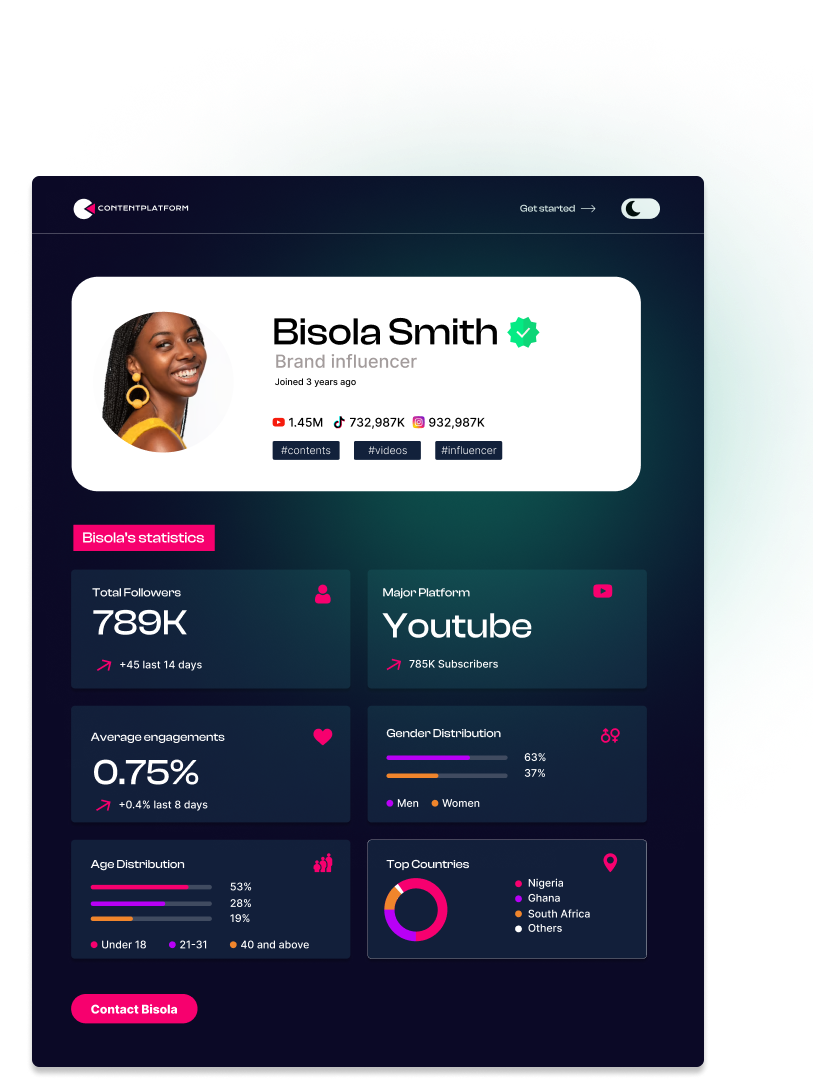 CONTENTPLATFORM
Get started
Bisola Smith
Brand influencer
Joined 3 years ago
1.45M 732,987K 932,987K
#contents #videos #influencer
Bisola's statistics
Total Followers
789K
+45 last 14 days
Major Platform
Youtube
785K Subscribers
Average engagements
0.75%
+0.4% last 8 days
Gender Distribution
63%
37%
Men Women
Age Distribution
53%
28%
19%
Under 18 21-31 40 and above
Top Countries
Nigeria
Ghana
South Africa
Others
Contact Bisola